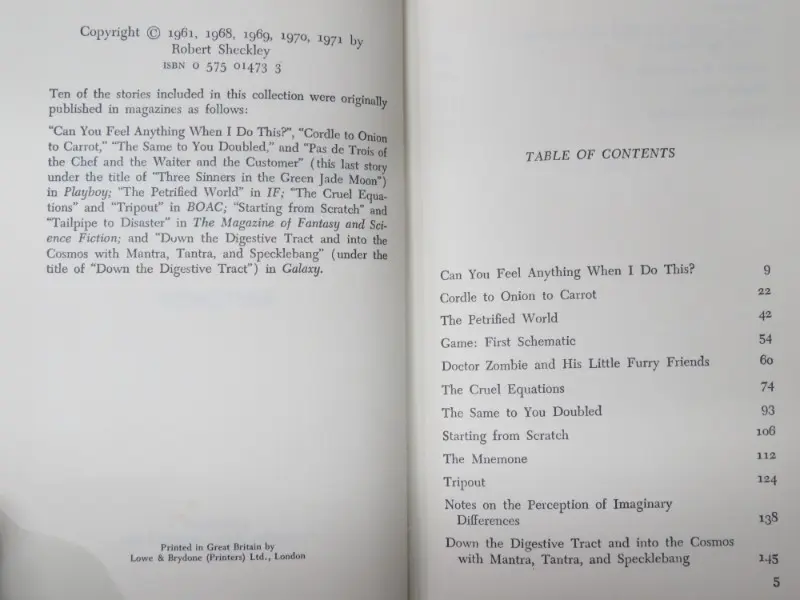 Copyright © 1961, 1968, 1969, 1970, 1971 by
Robert Sheckley
ISBN 0 575 01473 3
Ten of the stories included in this collection were originally
published in magazines as follows:
"Can You Feel Anything When I Do This?", "Cordle to Onion
to Carrot," "The Same to You Doubled," and "Pas de Trois of
the Chef and the Waiter and the Customer" (this last story
under the title of "Three Sinners in the Green Jade Moon")
in Playboy; "The Petrified World" in IF; "The Cruel Equa-
tions" and "Tripout" in BOAC; "Starting from Scratch" and
"Tailpipe to Disaster" in The Magazine of Fantasy and Sci-
ence Fiction; and "Down the Digestive Tract and into the
Cosmos with Mantra, Tantra, and Specklebang" (under the
title of "Down the Digestive Tract") in Galaxy.
Printed in Great Britain by
Lowe & Brydone (Printers) Ltd., London
TABLE OF CONTENTS
Can You Feel Anything When I Do This? 9
Cordle to Onion to Carrot 22
The Petrified World 42
Game: First Schematic 54
Doctor Zombie and His Little Furry Friends 60
The Cruel Equations 74
The Same to You Doubled 93
Starting from Scratch 106
The Mnemone 112
Tripout 124
Notes on the Perception of Imaginary
Differences 138
Down the Digestive Tract and into the Cosmos
with Mantra, Tantra, and Specklebang 145
5